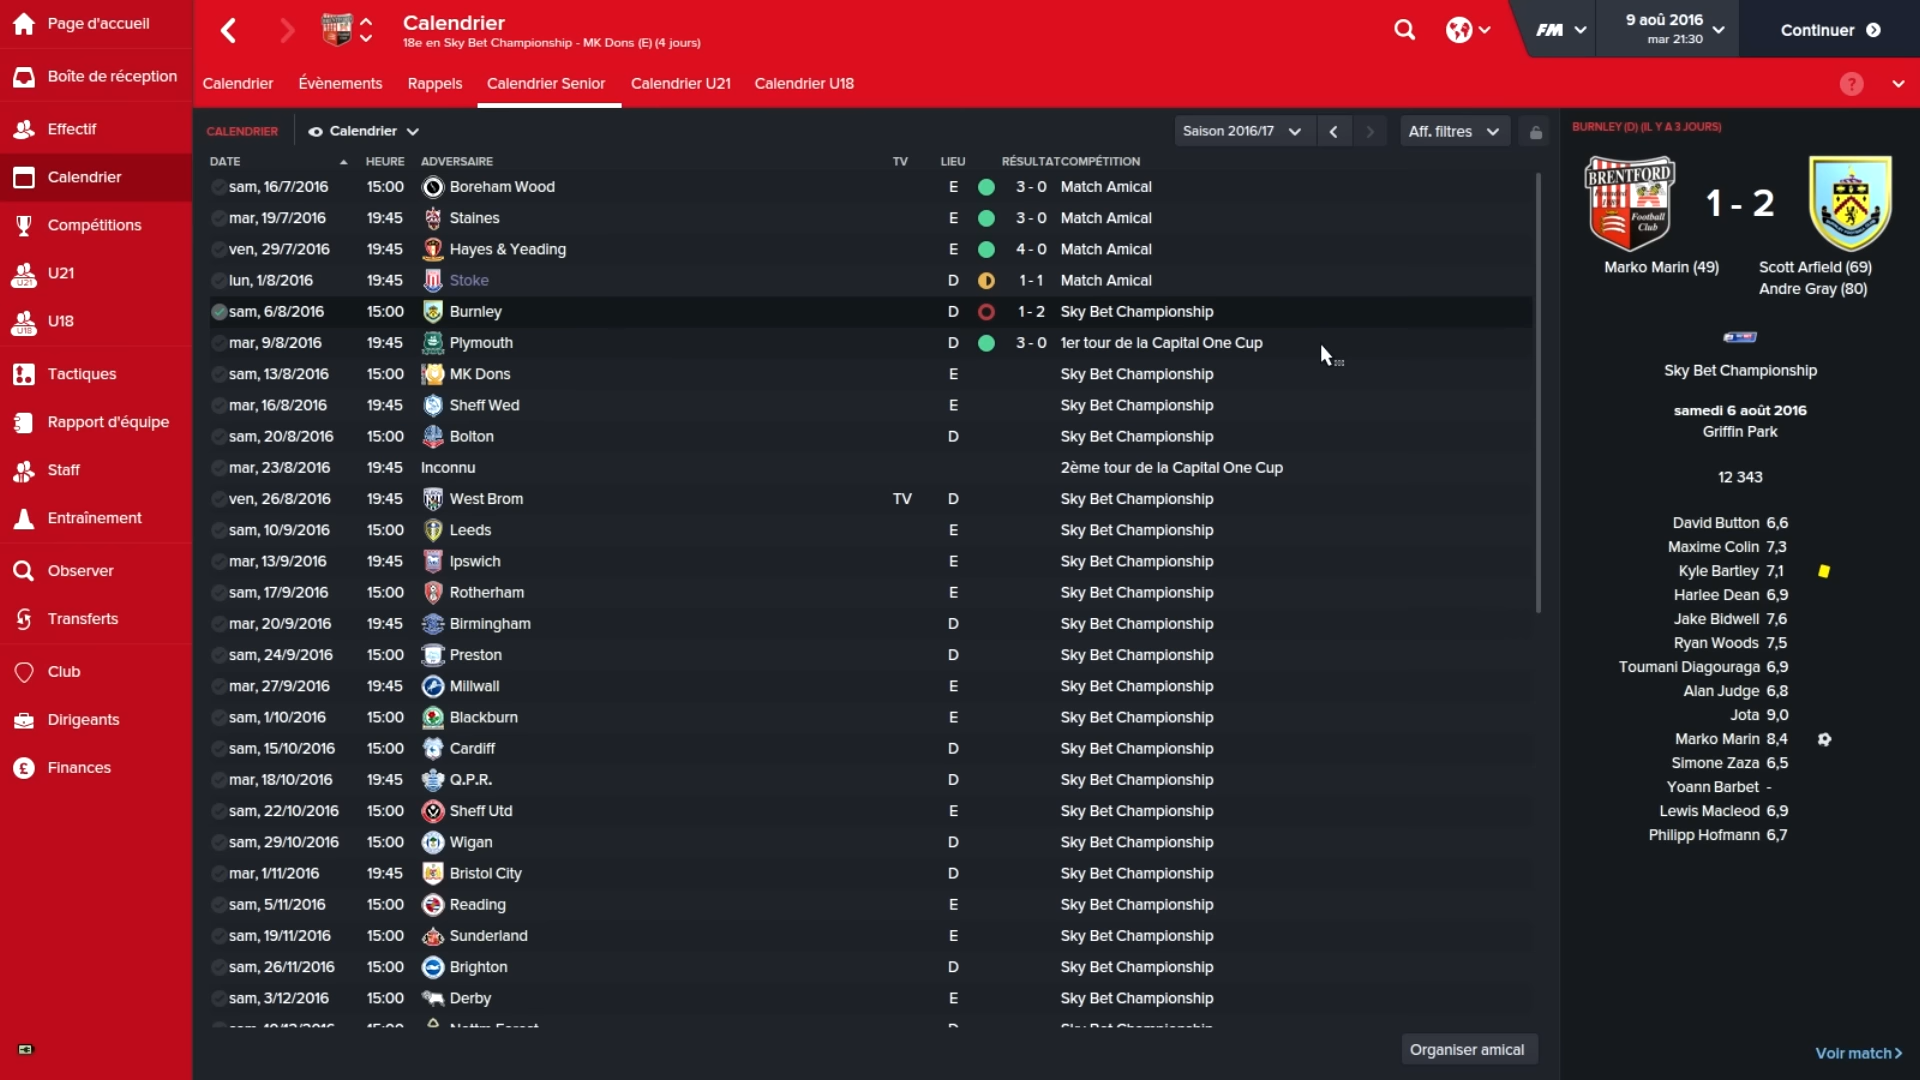 Page d'accueil
Boîte de réception
Effectif
Calendrier
Compétitions
U21
U21
U18
U18
Tactiques
Rapport d'équipe
Staff
Entraînement
Observer
Transferts
Club
Dirigeants
Finances
Calendrier
18e en Sky Bet Championship - MK Dons (E) (4 jours)
FM
9 aoû 2016
mar 21:30
Continuer
Calendrier Évènements Rappels Calendrier Senior Calendrier U21 Calendrier U18
?
CALENDRIER Calendrier Saison 2016/17 Aff. filtres
DATE HEURE ADVERSAIRE TV LIEU RÉSULTAT COMPÉTITION
sam, 16/7/2016 15:00 Boreham Wood E 3 - 0 Match Amical
mar, 19/7/2016 19:45 Staines E 3 - 0 Match Amical
ven, 29/7/2016 19:45 Hayes & Yeading E 4 - 0 Match Amical
lun, 1/8/2016 19:45 Stoke D 1 - 1 Match Amical
sam, 6/8/2016 15:00 Burnley D 1 - 2 Sky Bet Championship
mar, 9/8/2016 19:45 Plymouth D 3 - 0 1er tour de la Capital One Cup
sam, 13/8/2016 15:00 MK Dons E Sky Bet Championship
mar, 16/8/2016 19:45 Sheff Wed E Sky Bet Championship
sam, 20/8/2016 15:00 Bolton D Sky Bet Championship
mar, 23/8/2016 19:45 Inconnu 2ème tour de la Capital One Cup
ven, 26/8/2016 19:45 West Brom TV D Sky Bet Championship
sam, 10/9/2016 15:00 Leeds E Sky Bet Championship
mar, 13/9/2016 19:45 Ipswich E Sky Bet Championship
sam, 17/9/2016 15:00 Rotherham E Sky Bet Championship
mar, 20/9/2016 19:45 Birmingham D Sky Bet Championship
sam, 24/9/2016 15:00 Preston D Sky Bet Championship
mar, 27/9/2016 19:45 Millwall E Sky Bet Championship
sam, 1/10/2016 15:00 Blackburn E Sky Bet Championship
sam, 15/10/2016 15:00 Cardiff D Sky Bet Championship
mar, 18/10/2016 19:45 Q.P.R. D Sky Bet Championship
sam, 22/10/2016 15:00 Sheff Utd E Sky Bet Championship
sam, 29/10/2016 15:00 Wigan D Sky Bet Championship
mar, 1/11/2016 19:45 Bristol City D Sky Bet Championship
sam, 5/11/2016 15:00 Reading E Sky Bet Championship
sam, 19/11/2016 15:00 Sunderland E Sky Bet Championship
sam, 26/11/2016 15:00 Brighton D Sky Bet Championship
sam, 3/12/2016 15:00 Derby E Sky Bet Championship
Organiser amical
BURNLEY (D) (IL Y A 3 JOURS)
BRENTFORD
Football
Club
1 - 2
Marko Marin (49) Scott Arfield (69)
Andre Gray (80)
Sky Bet Championship
samedi 6 août 2016
Griffin Park
12 343
David Button 6,6
Maxime Colin 7,3
Kyle Bartley 7,1
Harlee Dean 6,9
Jake Bidwell 7,6
Ryan Woods 7,5
Toumani Diagouraga 6,9
Alan Judge 6,8
Jota 9,0
Marko Marin 8,4
Simone Zaza 6,5
Yoann Barbet -
Lewis Macleod 6,9
Philipp Hofmann 6,7
Voir match